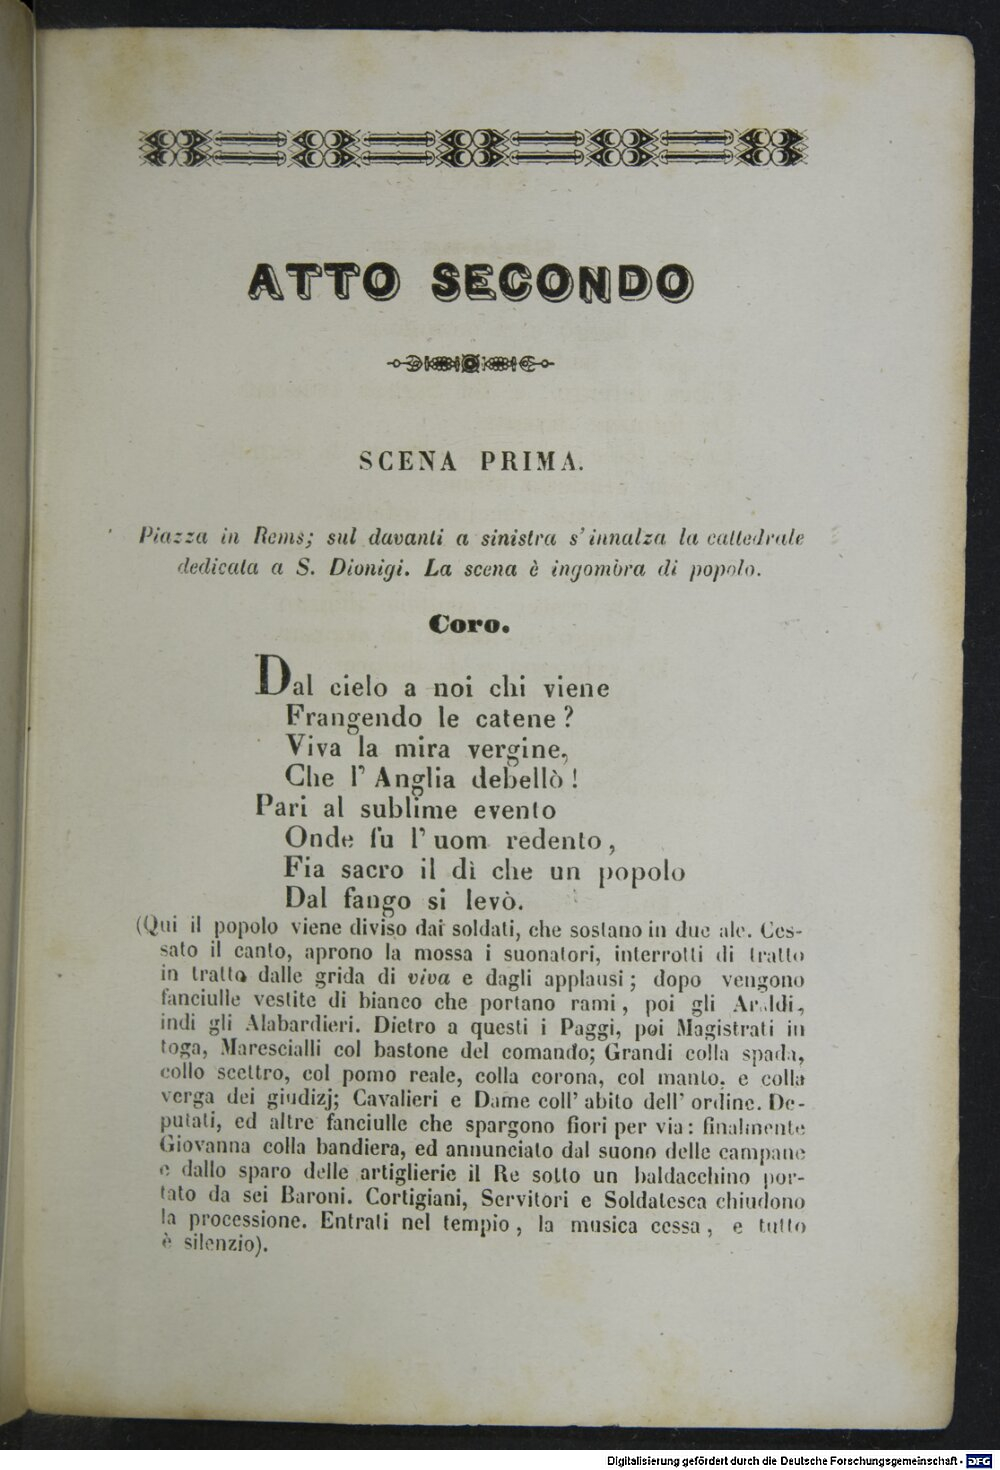 ATTO SECONDO
SCENA PRIMA.
Piazza in Rems; sul davanti a sinistra s'innalza la cattedrale
dedicata a S. Dionigi. La scena è ingombra di popolo.
Coro.
Dal cielo a noi chi viene
Frangendo le catene?
Viva la mira vergine,
Che l'Anglia debellò!
Pari al sublime evento
Onde fu l'uom redento,
Fia sacro il dì che un popolo
Dal fango si levò.
(Qui il popolo viene diviso dai soldati, che sostano in due ale. Ces-
sato il canto, aprono la mossa i suonatori, interrotti di tratto
in tratto dalle grida di viva e dagli applausi; dopo vengono
fanciulle vestite di bianco che portano rami, poi gli Araldi,
indi gli Alabardieri. Dietro a questi i Paggi, poi Magistrati in
toga, Marescialli col bastone del comando; Grandi colla spada,
collo scettro, col pomo reale, colla corona, col manto, e colla
verga dei giudizj; Cavalieri e Dame coll'abito dell'ordine. De-
putati, ed altre fanciulle che spargono fiori per via: finalmente
Giovanna colla bandiera, ed annunciato dal suono delle campane
e dallo sparo delle artiglierie il Re sotto un baldacchino por-
tato da sei Baroni. Cortigiani, Servitori e Soldatesca chiudono
la processione. Entrati nel tempio, la musica cessa, e tutto
è silenzio).
Digitalisierung gefördert durch die Deutsche Forschungsgemeinschaft - DFG